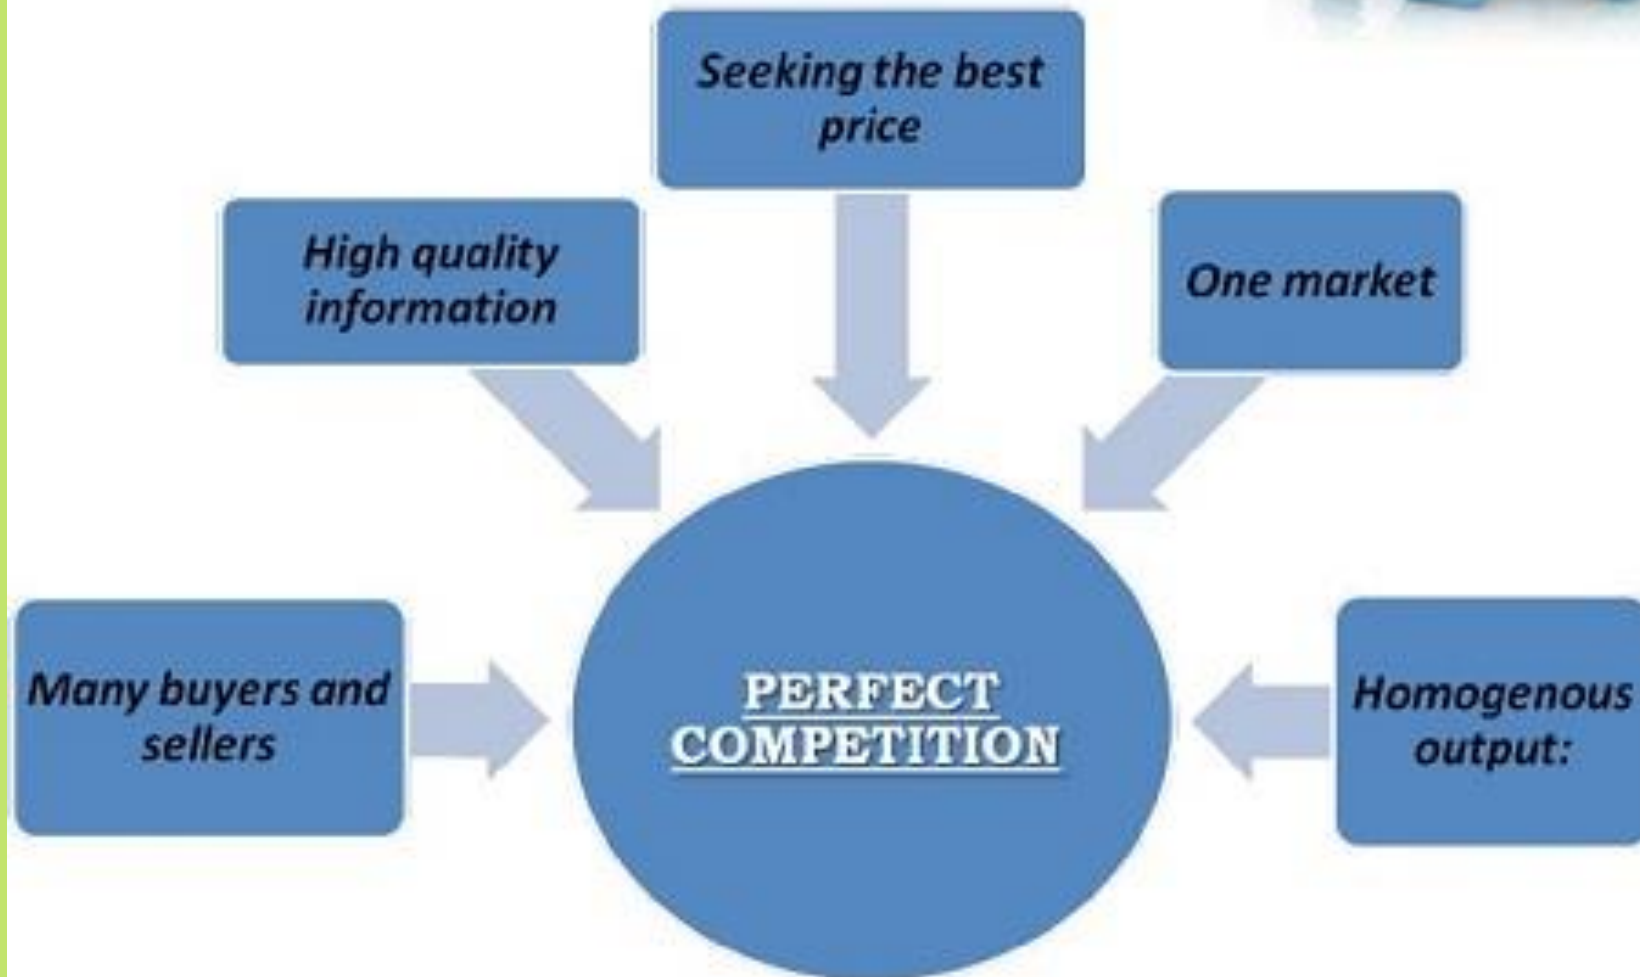 Seeking the best
price
High quality
information
One market
Many buyers and
sellers
PERFECT
COMPETITION
Homogenous
output: